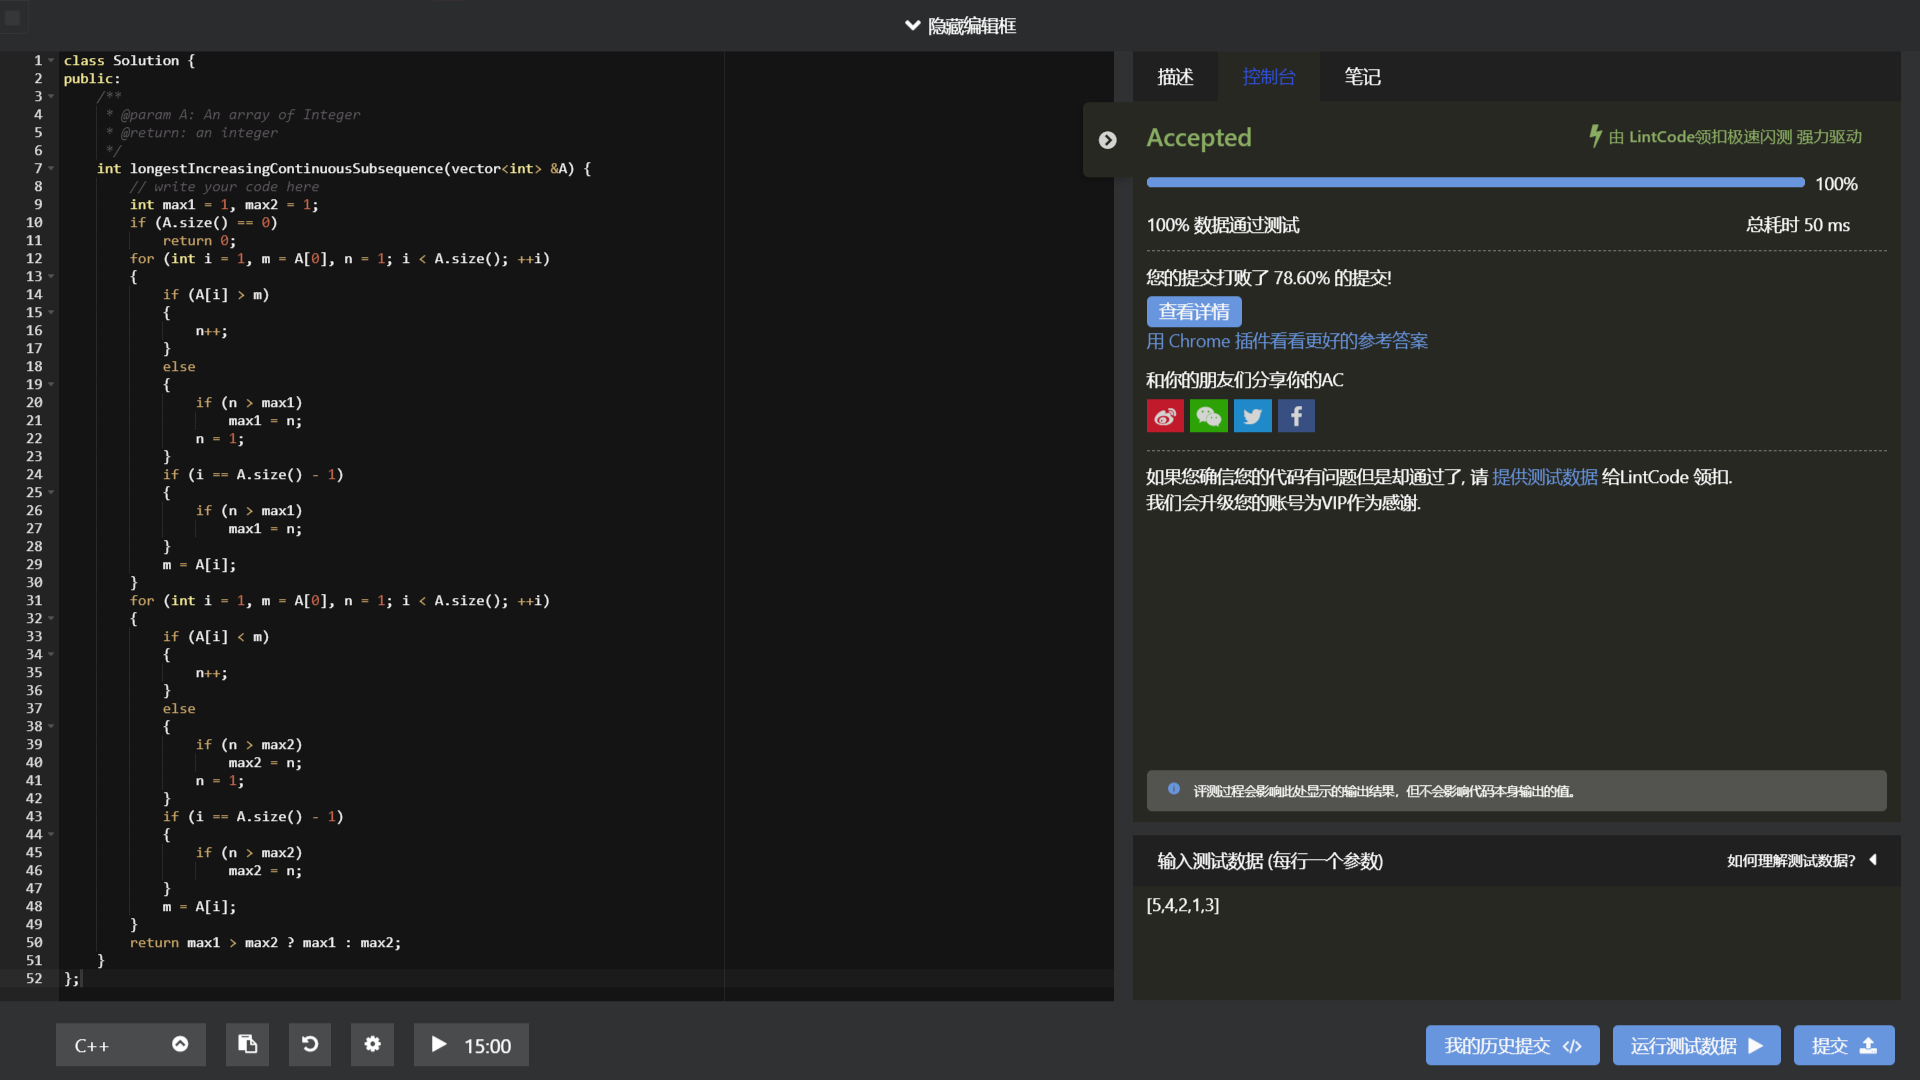 隐藏编辑框
1 class Solution {
2 public:
3     /**
4      * @param A: An array of Integer
5      * @return: an integer
6      */
7     int longestIncreasingContinuousSubsequence(vector<int> &A) {
8         // write your code here
9         int max1 = 1, max2 = 1;
10         if (A.size() == 0)
11             return 0;
12         for (int i = 1, m = A[0], n = 1; i < A.size(); ++i)
13         {
14             if (A[i] > m)
15             {
16                 n++;
17             }
18             else
19             {
20                 if (n > max1)
21                     max1 = n;
22                 n = 1;
23             }
24             if (i == A.size() - 1)
25             {
26                 if (n > max1)
27                     max1 = n;
28             }
29             m = A[i];
30         }
31         for (int i = 1, m = A[0], n = 1; i < A.size(); ++i)
32         {
33             if (A[i] < m)
34             {
35                 n++;
36             }
37             else
38             {
39                 if (n > max2)
40                     max2 = n;
41                 n = 1;
42             }
43             if (i == A.size() - 1)
44             {
45                 if (n > max2)
46                     max2 = n;
47             }
48             m = A[i];
49         }
50         return max1 > max2 ? max1 : max2;
51     }
52 };
C++
15:00
描述 控制台 笔记
Accepted 由 LintCode领扣极速闪测 强力驱动
100%
100% 数据通过测试 总耗时 50 ms
您的提交打败了 78.60% 的提交!
查看详情
用 Chrome 插件看看更好的参考答案
和你的朋友们分享你的AC
如果您确信您的代码有问题但是却通过了, 请 提供测试数据 给LintCode 领扣.
我们会升级您的账号为VIP作为感谢.
评测过程会影响此处显示的输出结果，但不会影响代码本身输出的值。
输入测试数据 (每行一个参数) 如何理解测试数据?
[5,4,2,1,3]
我的历史提交 运行测试数据 提交